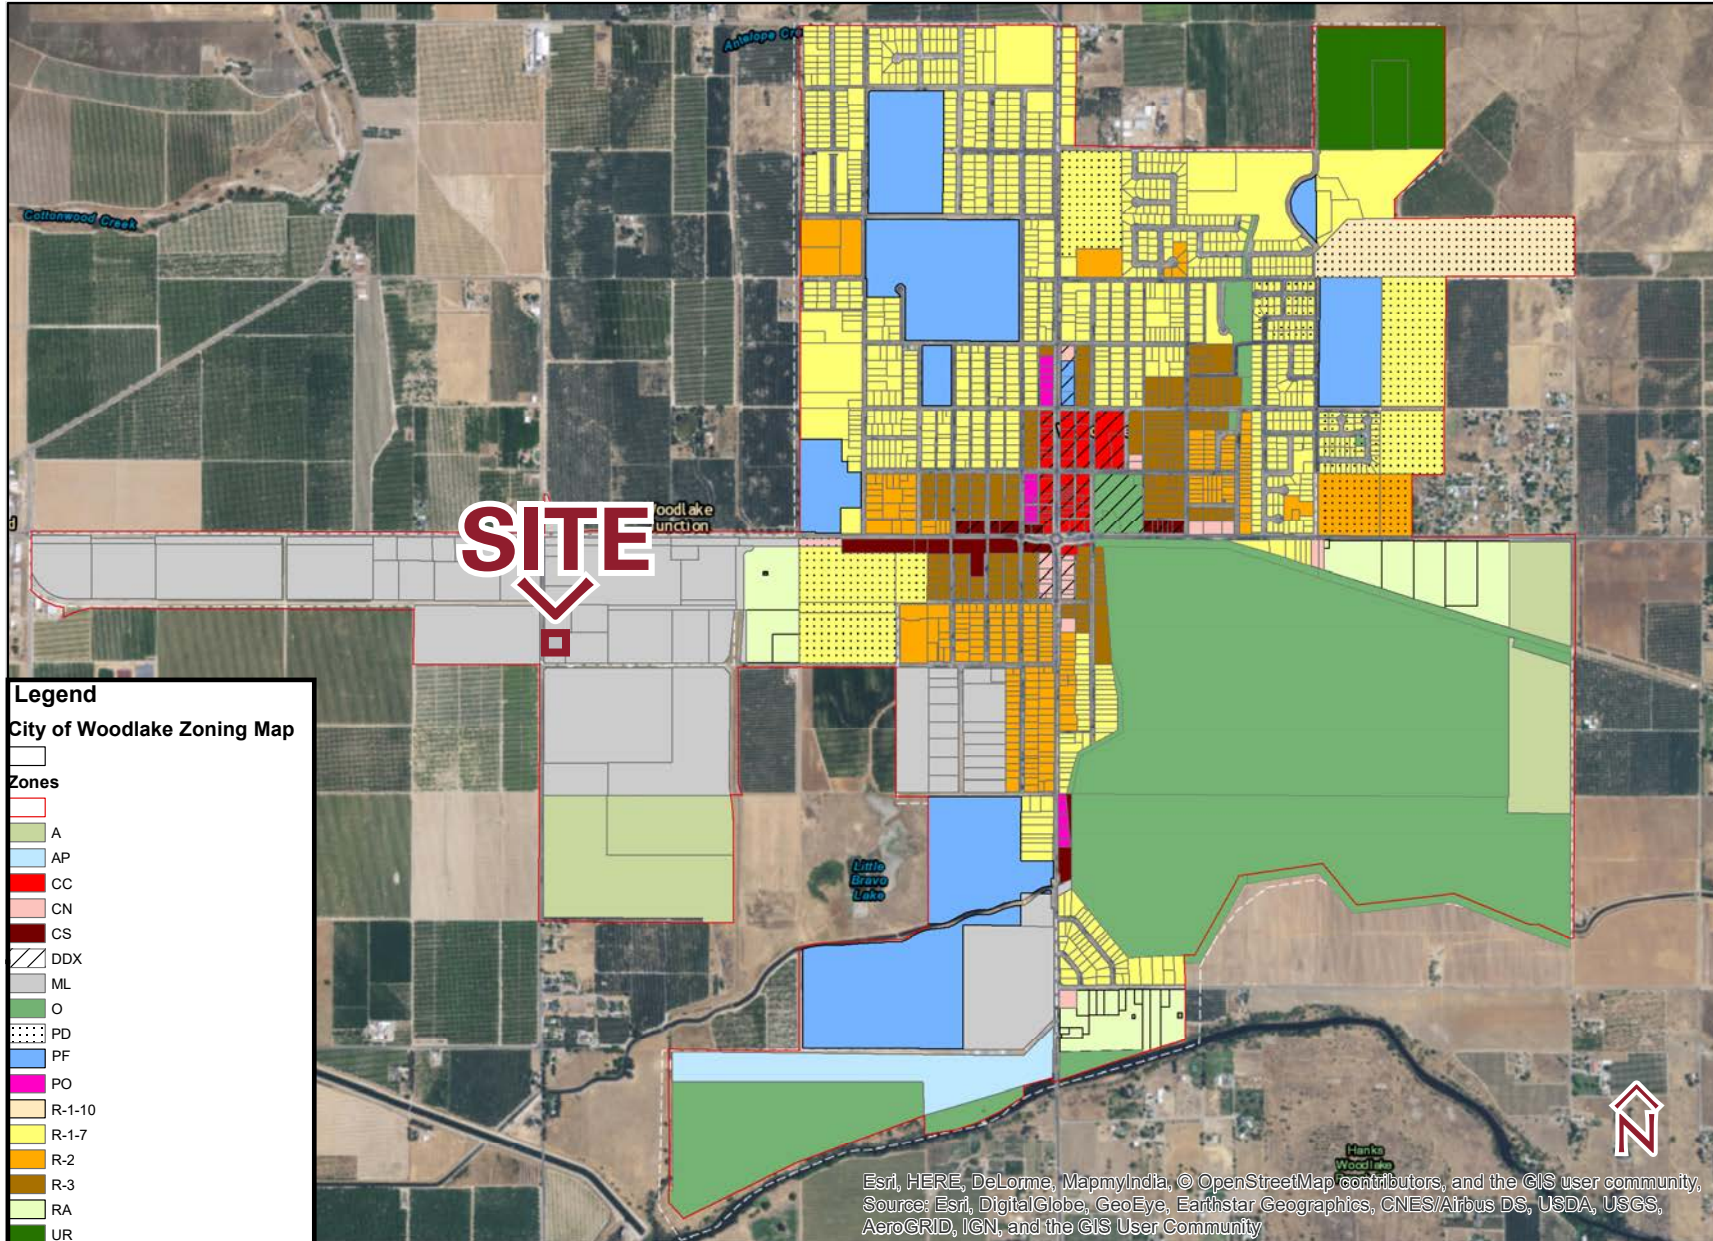 Antelope Cre
Cottonwood Creek
Woodlake
Junction
d
SITE
Legend
City of Woodlake Zoning Map
Zones
A
AP
CC
CN
CS
DDX
ML
O
PD
PF
PO
R-1-10
R-1-7
R-2
R-3
RA
UR
Little
Bravo
Lake
N
Hanks
Woodlake
Esri, HERE, DeLorme, MapmyIndia, © OpenStreetMap contributors, and the GIS user community,
Source: Esri, DigitalGlobe, GeoEye, Earthstar Geographics, CNES/Airbus DS, USDA, USGS,
AeroGRID, IGN, and the GIS User Community